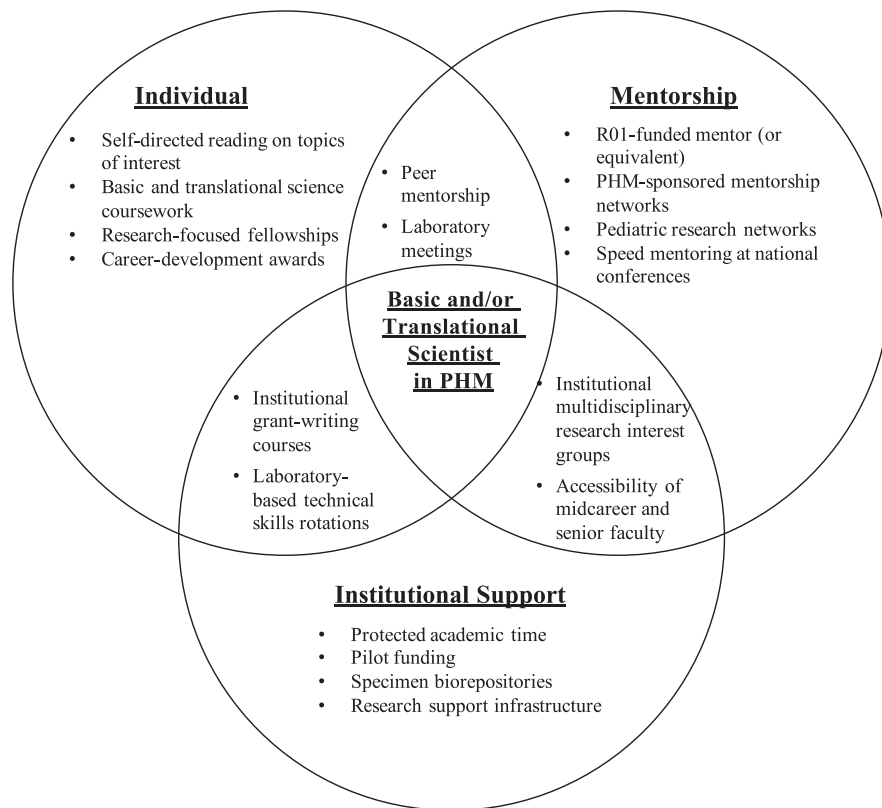 Individual
• Self-directed reading on topics
of interest
• Basic and translational science
coursework
• Research-focused fellowships
• Career-development awards
Mentorship
• R01-funded mentor (or
equivalent)
• PHM-sponsored mentorship
networks
• Pediatric research networks
• Speed mentoring at national
conferences
• Peer
mentorship
• Laboratory
meetings
Basic and/or
Translational
Scientist
in PHM
• Institutional
grant-writing
courses
• Laboratory-
based technical
skills rotations
• Institutional
multidisciplinary
research interest
groups
• Accessibility of
midcareer and
senior faculty
Institutional Support
• Protected academic time
• Pilot funding
• Specimen biorepositories
• Research support infrastructure